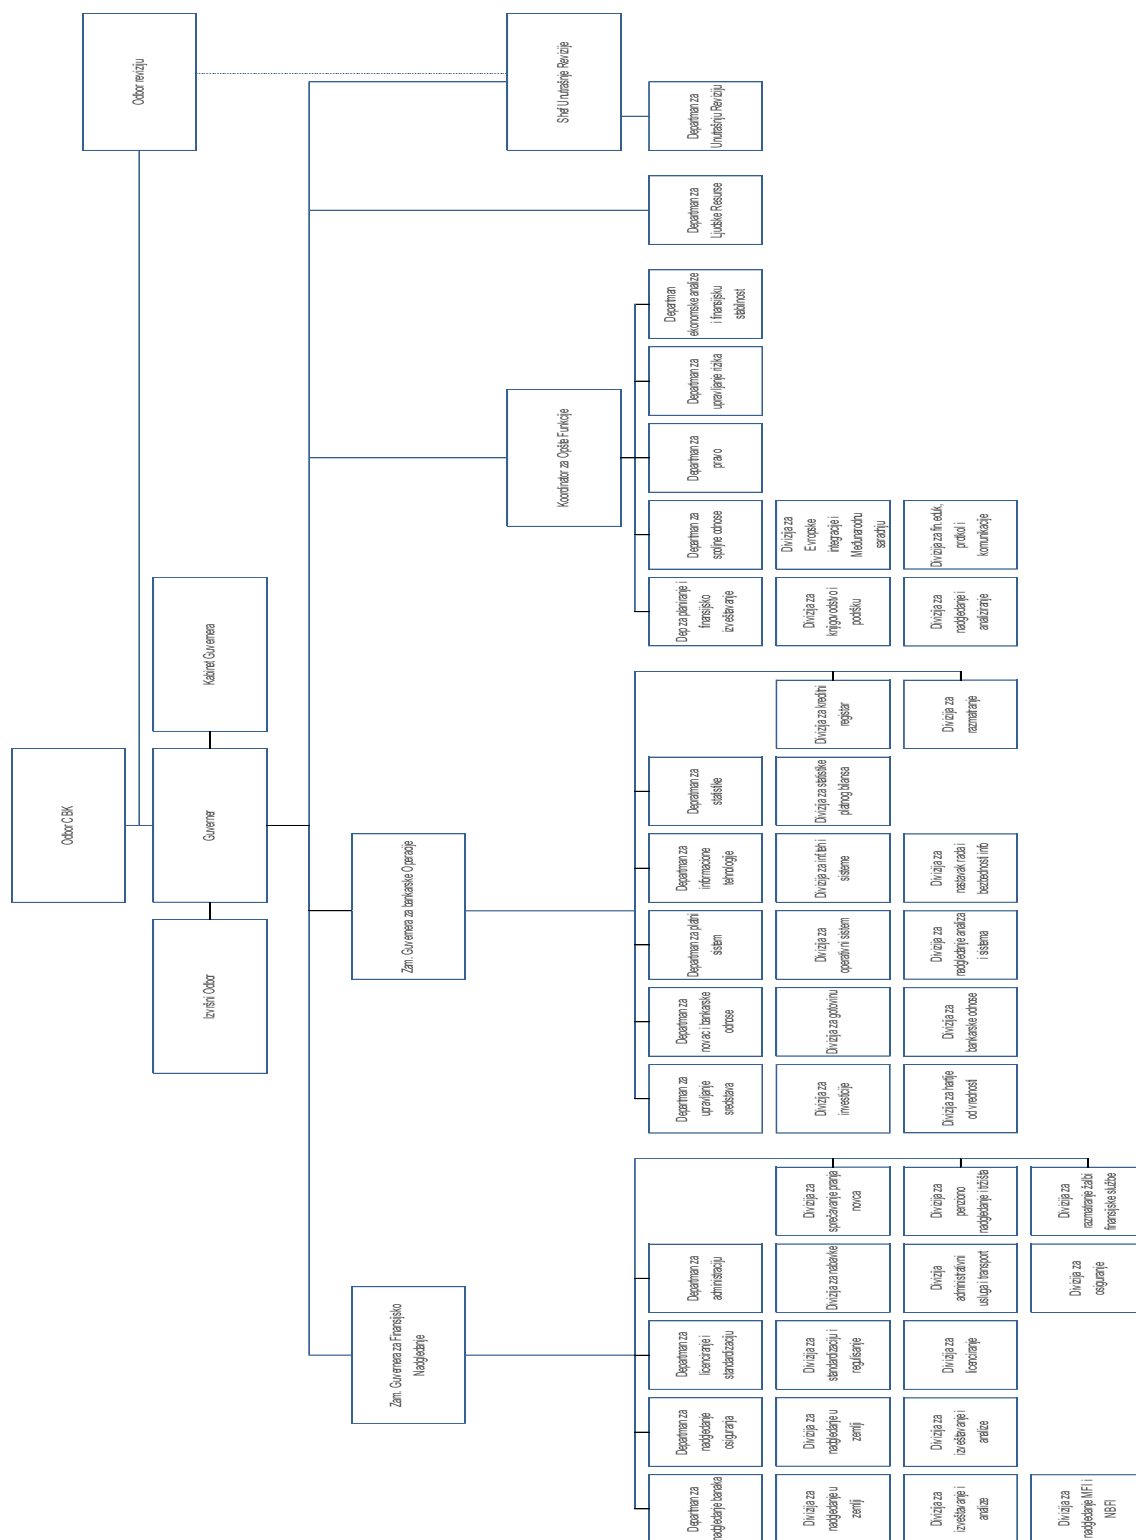 Odbor CBK
Odbor reviziju
Izvršni Odbor
Guverner
Kabinet Guvernera
Zam. Guvernera za Finansijsko
Nadgledanje
Zam. Guvernera za bankarske Operacije
Koordinator za Opšte Funkcije
Shef Unutrašnje Revizije
Departman za
nadgledanje banaka
Departman za
nadgledanje
osiguranja
Departman za
licenciranje i
standardizaciju
Departman za
administraciju
Departman za
upravljanje
sredstava
Departman za
novac i bankarske
odnose
Departman za platni
sistem
Departman za
informacione
tehnologije
Depratman za
statistike
Dep za planiranje i
finansijsko
izveštavanje
Departman za
spoljne odnose
Departman za
pravo
Departman za
upravljanje rizika
Departman
ekonomske analize
i finansijsku
stabilnost
Departman za
Ljudske Resurse
Departman za
Unutrašnju Reviziju
Divizija za
nadgledanje u
zemlji
Divizija za
nadgledanje u
zemlji
Divizija za
standardizaciju i
regulisanje
Divizija za nabavke
Divizija za
sprečavanje pranja
novca
Divizija za
investicije
Divizija za gotovinu
Divizija za
operativni sistem
Divizija za inf.teh i
sisteme
Divizija za statistike
platnog bilansa
Divizija za kreditni
registar
Divizija za
knjigovodstvo i
podršku
Divizija za
Evropske
integracije i
Međunarodnu
saradnju
Divizija za
izveštavanje i
analize
Divizija za
izveštavanje i
analize
Divizija za
licenciranje
Divizija
administrativni
usluga i transport
Divizija za
penziono
nadgledanje i tržišta
Divizija za hartije
od vrednosti
Divizija za
bankarske odnose
Divizija za
nadgledanje analiza
i sistema
Divizija za
nastavak rada i
bezbednosti info
Divizija za
razmatranje
Divizija za
nadgledanje i
analiziranje
Divizija za fin.eduk,
protkol i
komunikacije
Divizija za
nadgledanje MFI i
NBFI
Divizija za
osiguranje
Divizija za
razmatranje žalbi
finansijske službe